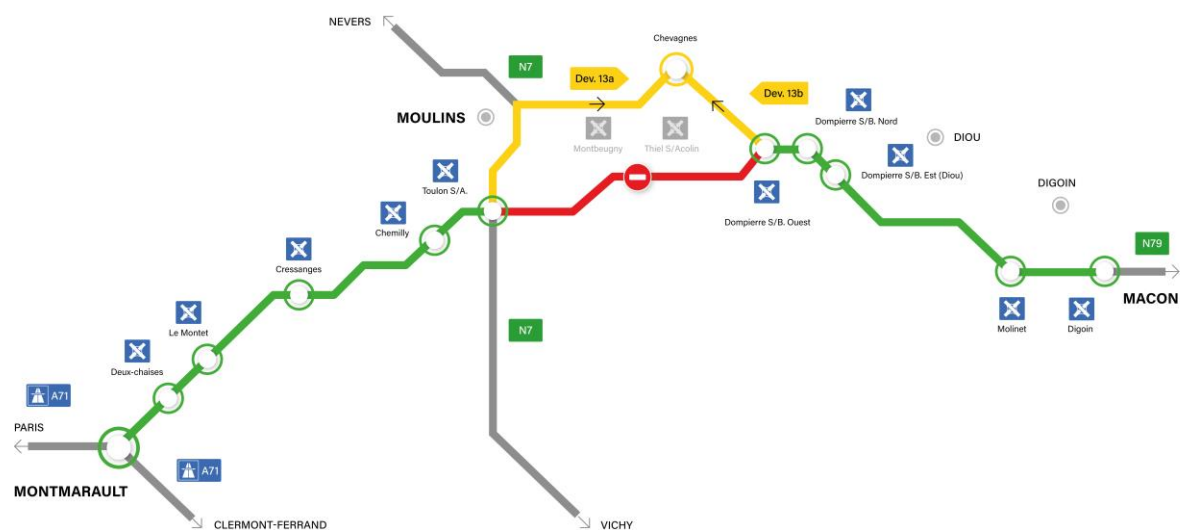 NEVERS
N7
Chevagnes
Dev. 13a
Dev. 13b
MOULINS
Montbeugny
Thiel S/Acolin
Dompierre S/B. Nord
DIOU
Dompierre S/B. Est (Diou)
Toulon S/A.
DIGOIN
Dompierre S/B. Ouest
Chemilly
N79
Cressanges
MACON
N7
Le Montet
Molinet
Digoin
Deux-chaises
A71
PARIS
A71
MONTMARAULT
CLERMONT-FERRAND
VICHY